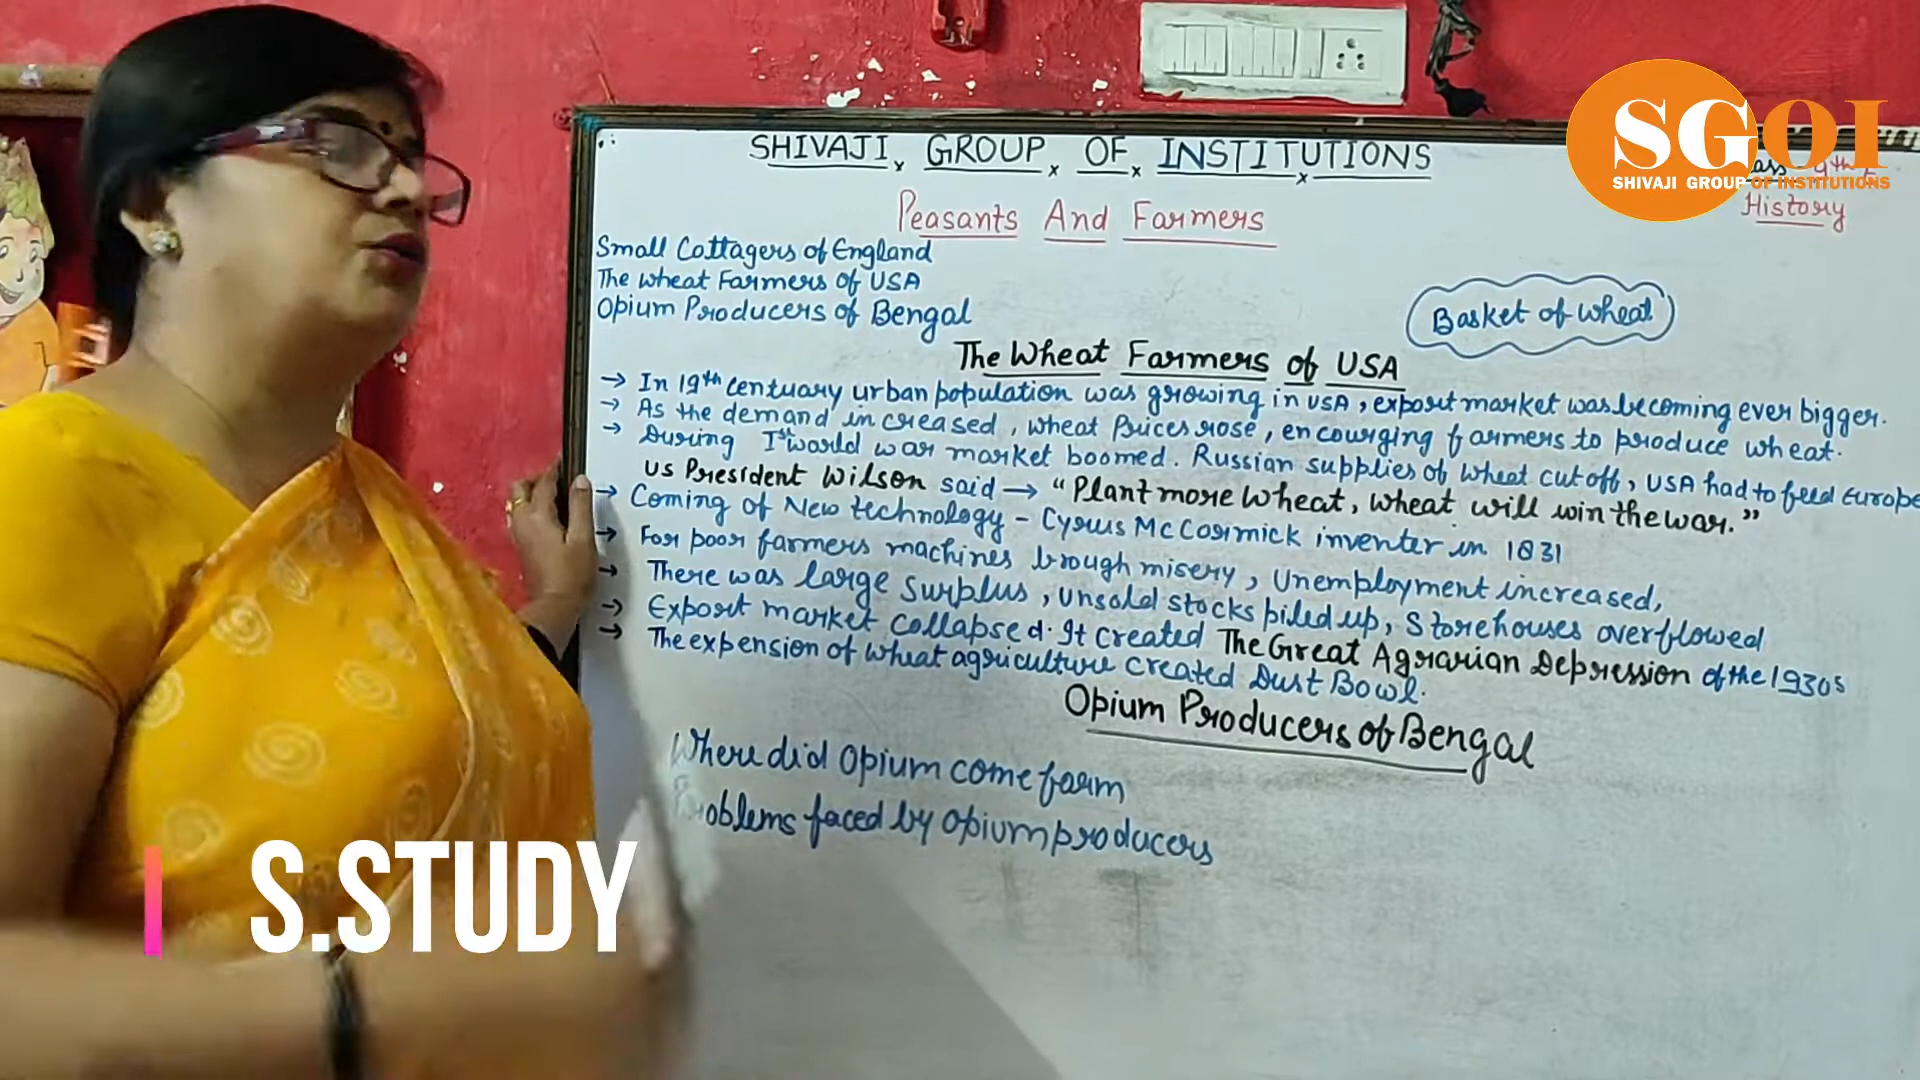 SHIVAJI GROUP OF INSTITUTIONS
SGOI
SHIVAJI GROUP OF INSTITUTIONS
9th
History
Peasants And Farmers
Small Cottagers of England
The wheat Farmers of USA
Opium Producers of Bengal
Basket of wheat
The Wheat Farmers of USA
→ In 19th centuary urban population was growing in USA, export market was becoming ever bigger.
→ As the demand increased, wheat prices rose, encourging farmers to produce wheat.
→ During Ist world war market boomed. Russian supplies of wheat cut off, USA had to feed Europe
US President Wilson said → "Plant more wheat, wheat will win the war."
→ Coming of New technology - Cyrus McCormick inventer in 1831
→ For poor farmers machines brough misery, Unemployment increased,
→ There was large surplus, unsold stocks piled up, Storehouses overflowed
→ Export market collapsed. It created The Great Agrarian Depression of the 1930s
→ The expension of wheat agriculture created Dust Bowl.
Opium Producers of Bengal
Where did Opium come farm
Problems faced by opium producers
S.STUDY